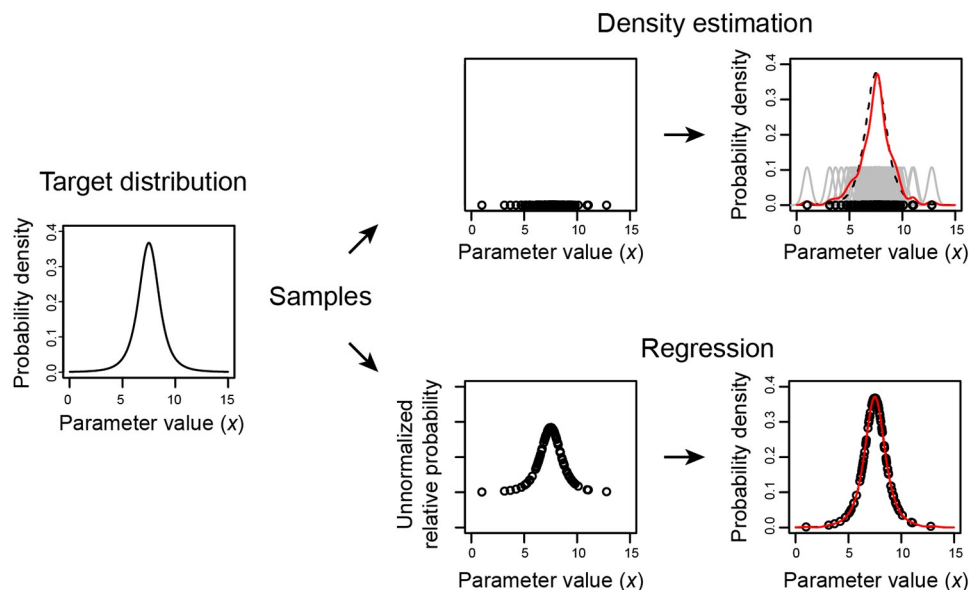 Density estimation
Probability density
0.0 0.1 0.2 0.3 0.4
0 5 10 15
Parameter value (x)
0 5 10 15
Parameter value (x)
Target distribution
Probability density
0.0 0.1 0.2 0.3 0.4
0 5 10 15
Parameter value (x)
Samples
Regression
Unnormalized
relative probability
0 5 10 15
Parameter value (x)
Probability density
0.0 0.1 0.2 0.3 0.4
0 5 10 15
Parameter value (x)